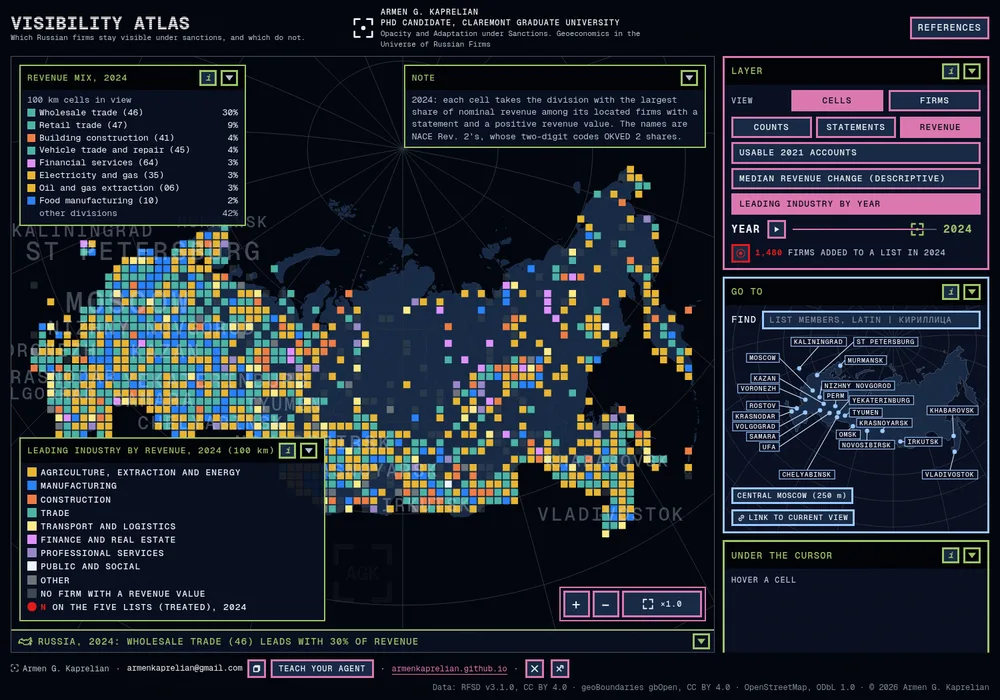 VISIBILITY ATLAS
Which Russian firms stay visible under sanctions, and which do not.
ARMEN G. KAPRELIAN
PHD CANDIDATE, CLAREMONT GRADUATE UNIVERSITY
Opacity and Adaptation under Sanctions. Geoeconomics in the
Universe of Russian Firms
REFERENCES
REVENUE MIX, 2024
i
100 km cells in view
Wholesale trade (46) 30%
Retail trade (47) 9%
Building construction (41) 4%
Vehicle trade and repair (45) 4%
Financial services (64) 3%
Electricity and gas (35) 3%
Oil and gas extraction (06) 3%
Food manufacturing (10) 2%
other divisions 42%
NOTE
2024: each cell takes the division with the largest
share of nominal revenue among its located firms with a
statement and a positive revenue value. The names are
NACE Rev. 2's, whose two-digit codes OKVED 2 shares.
KALININGRAD
ST PETERSBURG
VLADIVOSTOK
LEADING INDUSTRY BY REVENUE, 2024 (100 km)
i
AGRICULTURE, EXTRACTION AND ENERGY
MANUFACTURING
CONSTRUCTION
TRADE
TRANSPORT AND LOGISTICS
FINANCE AND REAL ESTATE
PROFESSIONAL SERVICES
PUBLIC AND SOCIAL
OTHER
NO FIRM WITH A REVENUE VALUE
N ON THE FIVE LISTS (TREATED), 2024
AGK
+
−
×1.0
RUSSIA, 2024: WHOLESALE TRADE (46) LEADS WITH 30% OF REVENUE
LAYER
i
VIEW
CELLS
FIRMS
COUNTS
STATEMENTS
REVENUE
USABLE 2021 ACCOUNTS
MEDIAN REVENUE CHANGE (DESCRIPTIVE)
LEADING INDUSTRY BY YEAR
YEAR
2024
1,480 FIRMS ADDED TO A LIST IN 2024
GO TO
i
FIND
LIST MEMBERS, LATIN | КИРИЛЛИЦА
KALININGRAD
ST PETERSBURG
MOSCOW
MURMANSK
KAZAN
VORONEZH
NIZHNY NOVGOROD
PERM
YEKATERINBURG
ROSTOV
KRASNODAR
VOLGOGRAD
SAMARA
UFA
TYUMEN
KRASNOYARSK
KHABAROVSK
OMSK
NOVOSIBIRSK
IRKUTSK
CHELYABINSK
VLADIVOSTOK
CENTRAL MOSCOW (250 m)
LINK TO CURRENT VIEW
UNDER THE CURSOR
i
HOVER A CELL
Armen G. Kaprelian · armenkaprelian@gmail.com
TEACH YOUR AGENT
· armenkaprelian.github.io ·
Data: RFSD v3.1.0, CC BY 4.0 · geoBoundaries gbOpen, CC BY 4.0 · OpenStreetMap, ODbL 1.0 · © 2026 Armen G. Kaprelian